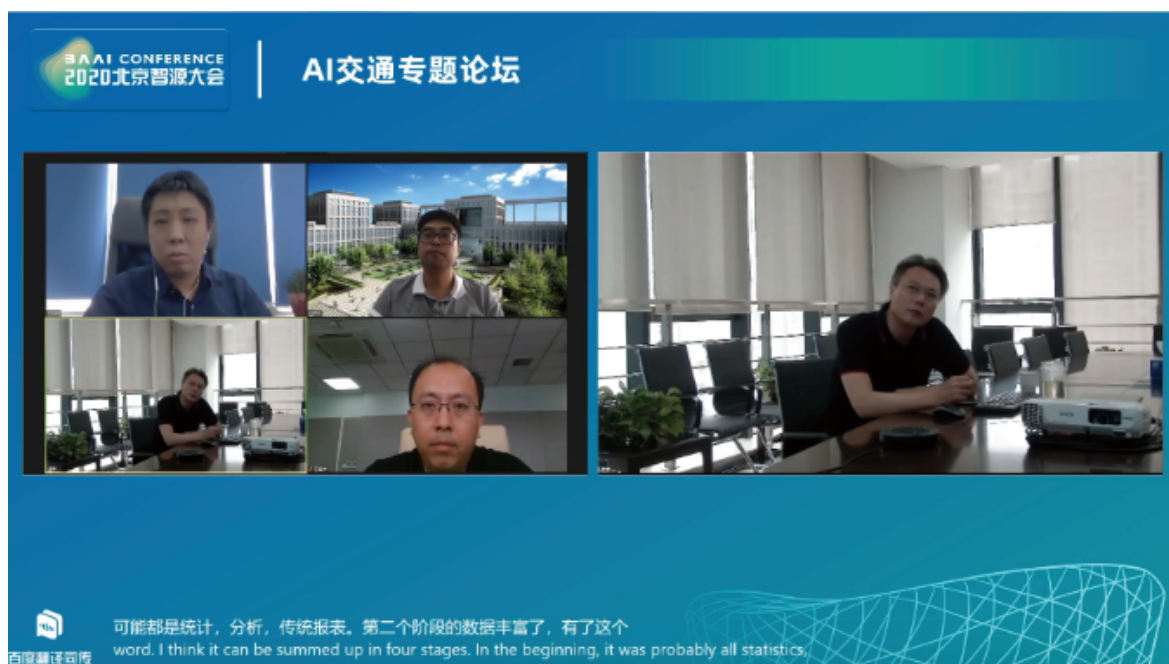 BAAI CONFERENCE
2020北京智源大会
AI交通专题论坛
百度翻译同传
可能都是统计，分析，传统报表。第二个阶段的数据丰富了，有了这个
word. I think it can be summed up in four stages. In the beginning, it was probably all statistics,